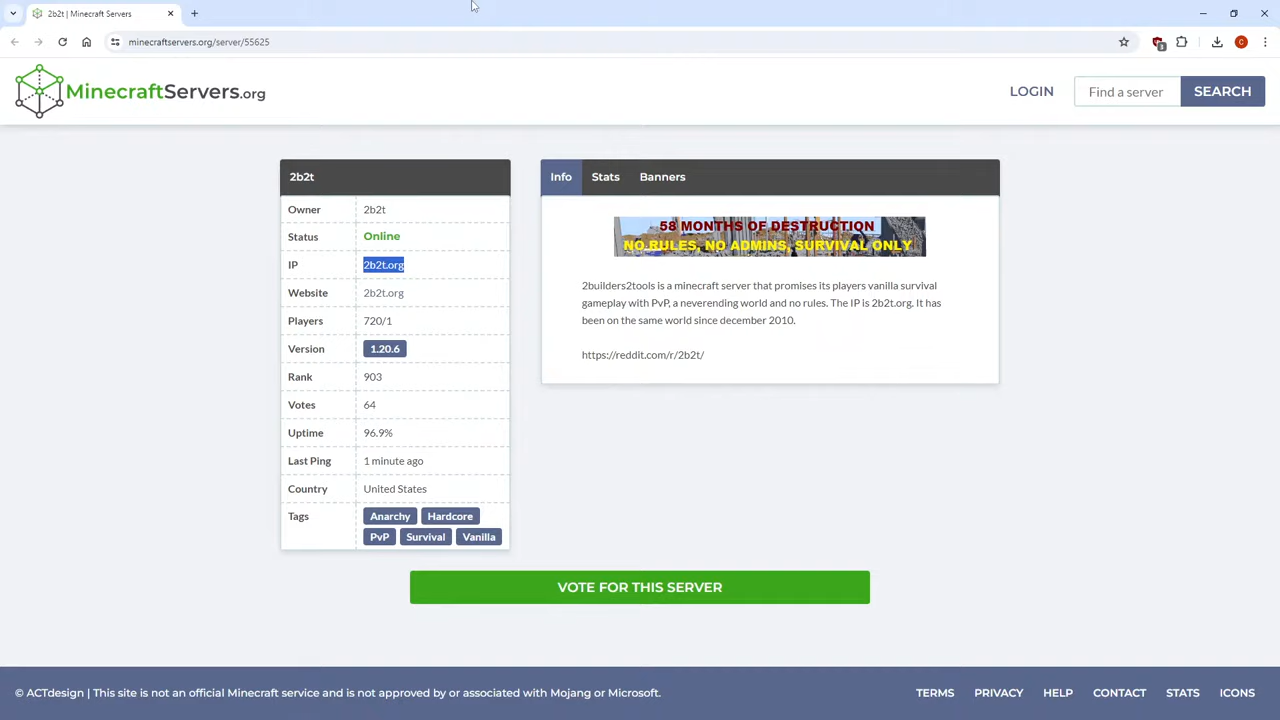 2b2t | Minecraft Servers
minecraftservers.org/server/55625
3
C
MinecraftServers.org
LOGIN
Find a server
SEARCH
2b2t
Owner 2b2t
Status Online
IP 2b2t.org
Website 2b2t.org
Players 720/1
Version 1.20.6
Rank 903
Votes 64
Uptime 96.9%
Last Ping 1 minute ago
Country United States
Tags Anarchy Hardcore
PvP Survival Vanilla
Info Stats Banners
58 MONTHS OF DESTRUCTION
NO RULES, NO ADMINS, SURVIVAL ONLY
2builders2tools is a minecraft server that promises its players vanilla survival
gameplay with PvP, a neverending world and no rules. The IP is 2b2t.org. It has
been on the same world since december 2010.
https://reddit.com/r/2b2t/
VOTE FOR THIS SERVER
© ACTdesign | This site is not an official Minecraft service and is not approved by or associated with Mojang or Microsoft.
TERMS PRIVACY HELP CONTACT STATS ICONS